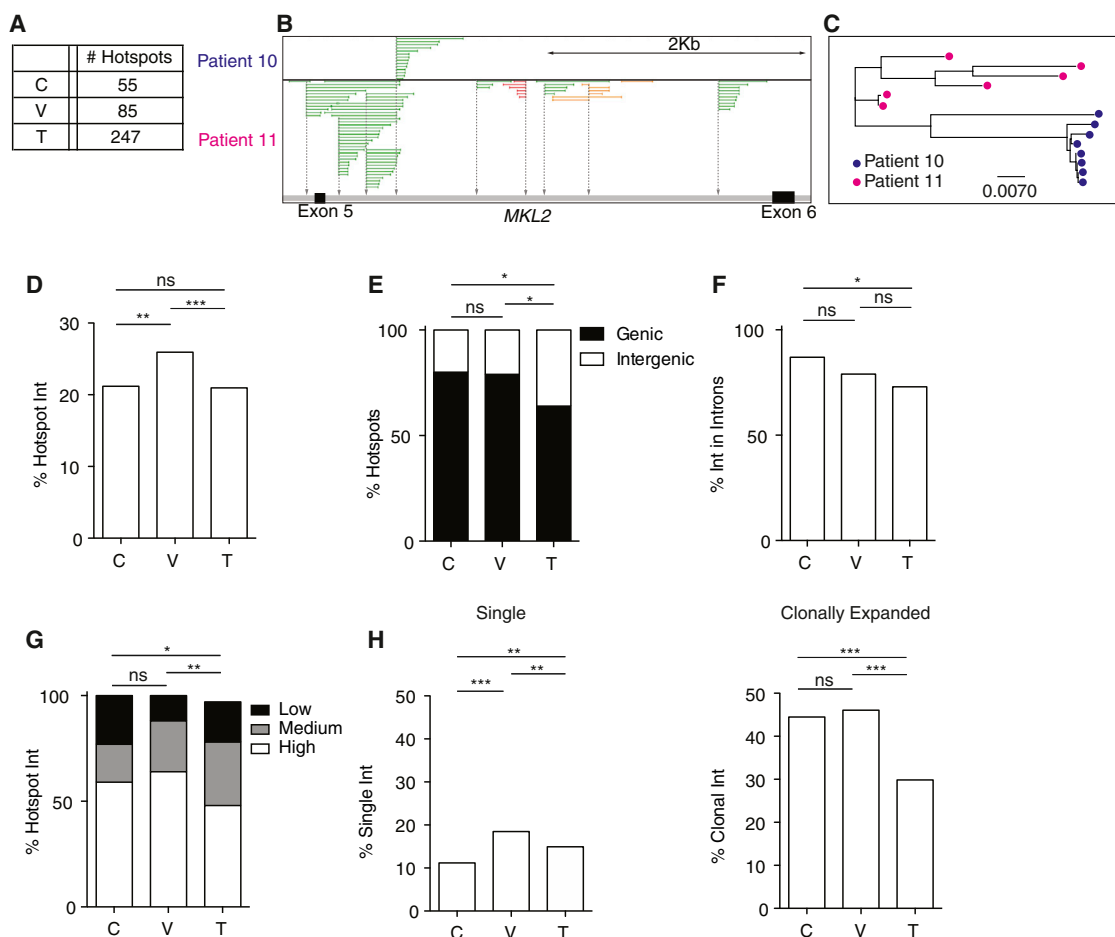 A
# Hotspots
C 55
V 85
T 247
B
Patient 10
2Kb
Patient 11
Exon 5
MKL2
Exon 6
C
Patient 10
Patient 11
0.0070
D
ns
**
***
% Hotspot Int
30
20
10
0
C V T
E
*
ns
*
% Hotspots
100
50
0
C V T
Genic
Intergenic
F
*
ns
ns
% Int in Introns
100
50
0
C V T
G
*
ns
**
% Hotspot Int
100
50
0
C V T
Low
Medium
High
H
Single
**
***
**
% Single Int
50
40
30
20
10
0
C V T
Clonally Expanded
***
ns
***
% Clonal Int
50
40
30
20
10
0
C V T